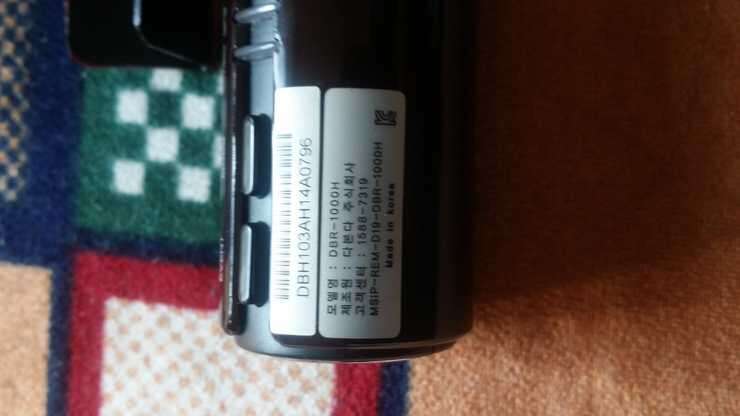 DBH103AH14A0796
모델명 : DBR-1000H
제조원 : 다본다 주식회사
고객센터 : 1588-7319
MSIP-REM-D19-DBR-1000H
Made in korea
EVENT